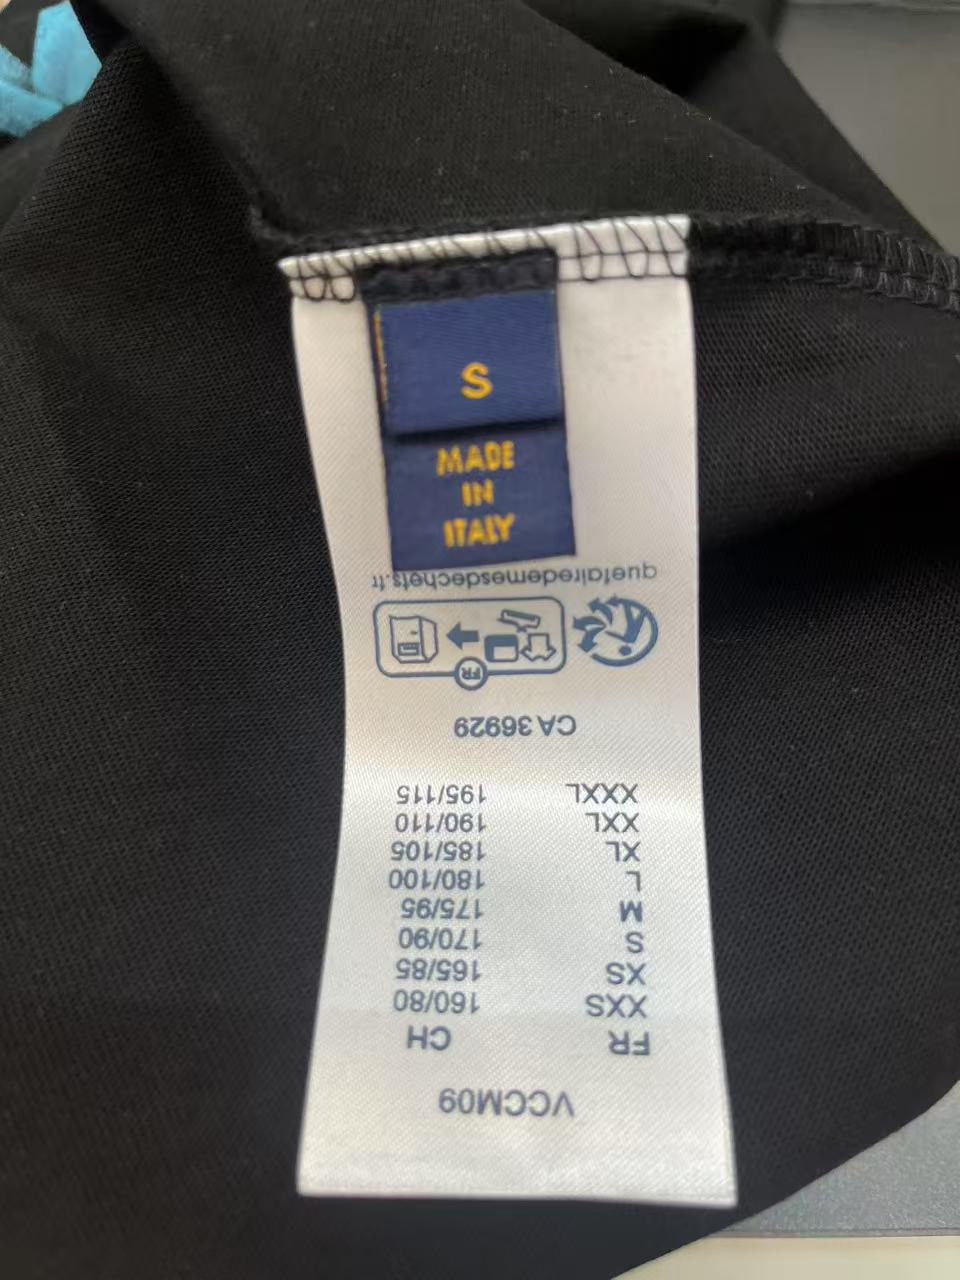 S
MADE
IN
ITALY
VCCM09
FR CH
XXS 160/80
XS 165/85
S 170/90
M 175/95
L 180/100
XL 185/105
XXL 190/110
XXXL 195/115
CA 36929
FR
quefairedemesdechets.fr